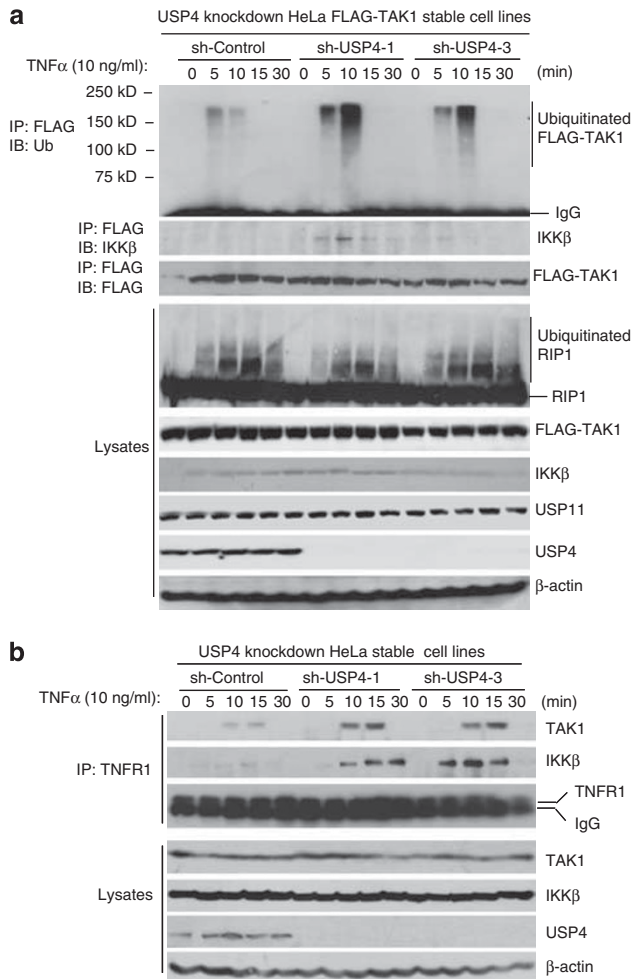 a
USP4 knockdown HeLa FLAG-TAK1 stable cell lines
sh-Control sh-USP4-1 sh-USP4-3
TNFα (10 ng/ml): 0 5 10 15 30 0 5 10 15 30 0 5 10 15 30 (min)
250 kD
150 kD
100 kD
75 kD
IP: FLAG
IB: Ub
Ubiquitinated
FLAG-TAK1
IgG
IP: FLAG
IB: IKKβ
IKKβ
IP: FLAG
IB: FLAG
FLAG-TAK1
Ubiquitinated
RIP1
RIP1
Lysates
FLAG-TAK1
IKKβ
USP11
USP4
β-actin
b
USP4 knockdown HeLa stable cell lines
sh-Control sh-USP4-1 sh-USP4-3
TNFα (10 ng/ml): 0 5 10 15 30 0 5 10 15 30 0 5 10 15 30 (min)
IP: TNFR1
TAK1
IKKβ
TNFR1
IgG
Lysates
TAK1
IKKβ
USP4
β-actin